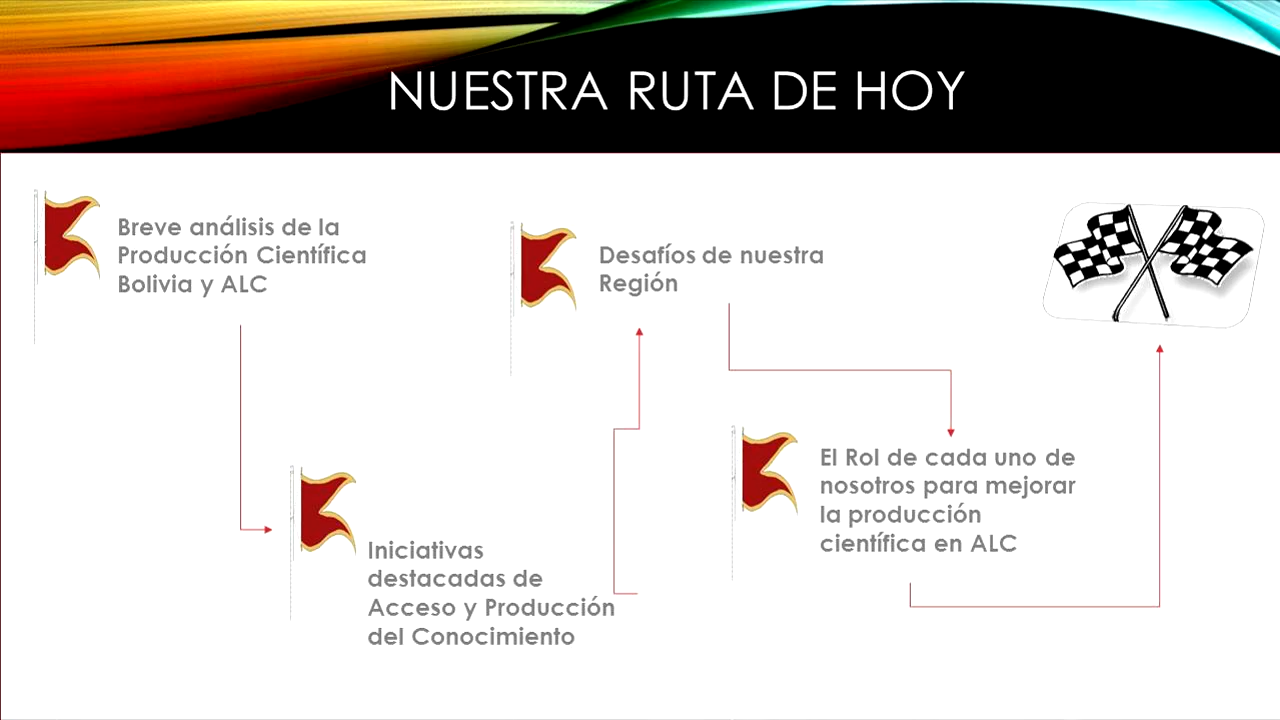 NUESTRA RUTA DE HOY
Breve análisis de la
Producción Científica
Bolivia y ALC
Iniciativas
destacadas de
Acceso y Producción
del Conocimiento
Desafíos de nuestra
Región
El Rol de cada uno de
nosotros para mejorar
la producción
científica en ALC